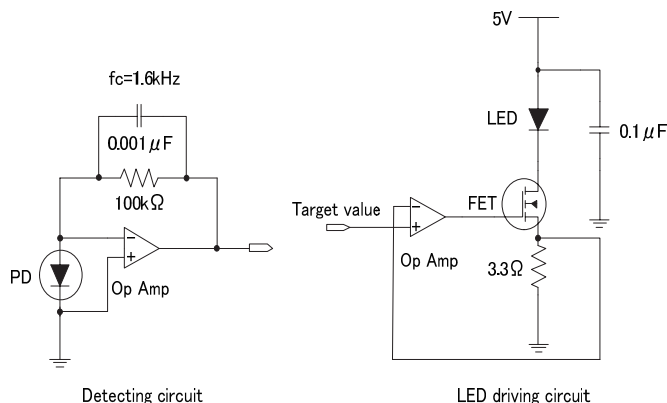 fc=1.6kHz
0.001μF
100kΩ
PD
Op Amp
Detecting circuit
5V
LED
0.1μF
FET
Target value
Op Amp
3.3Ω
LED driving circuit